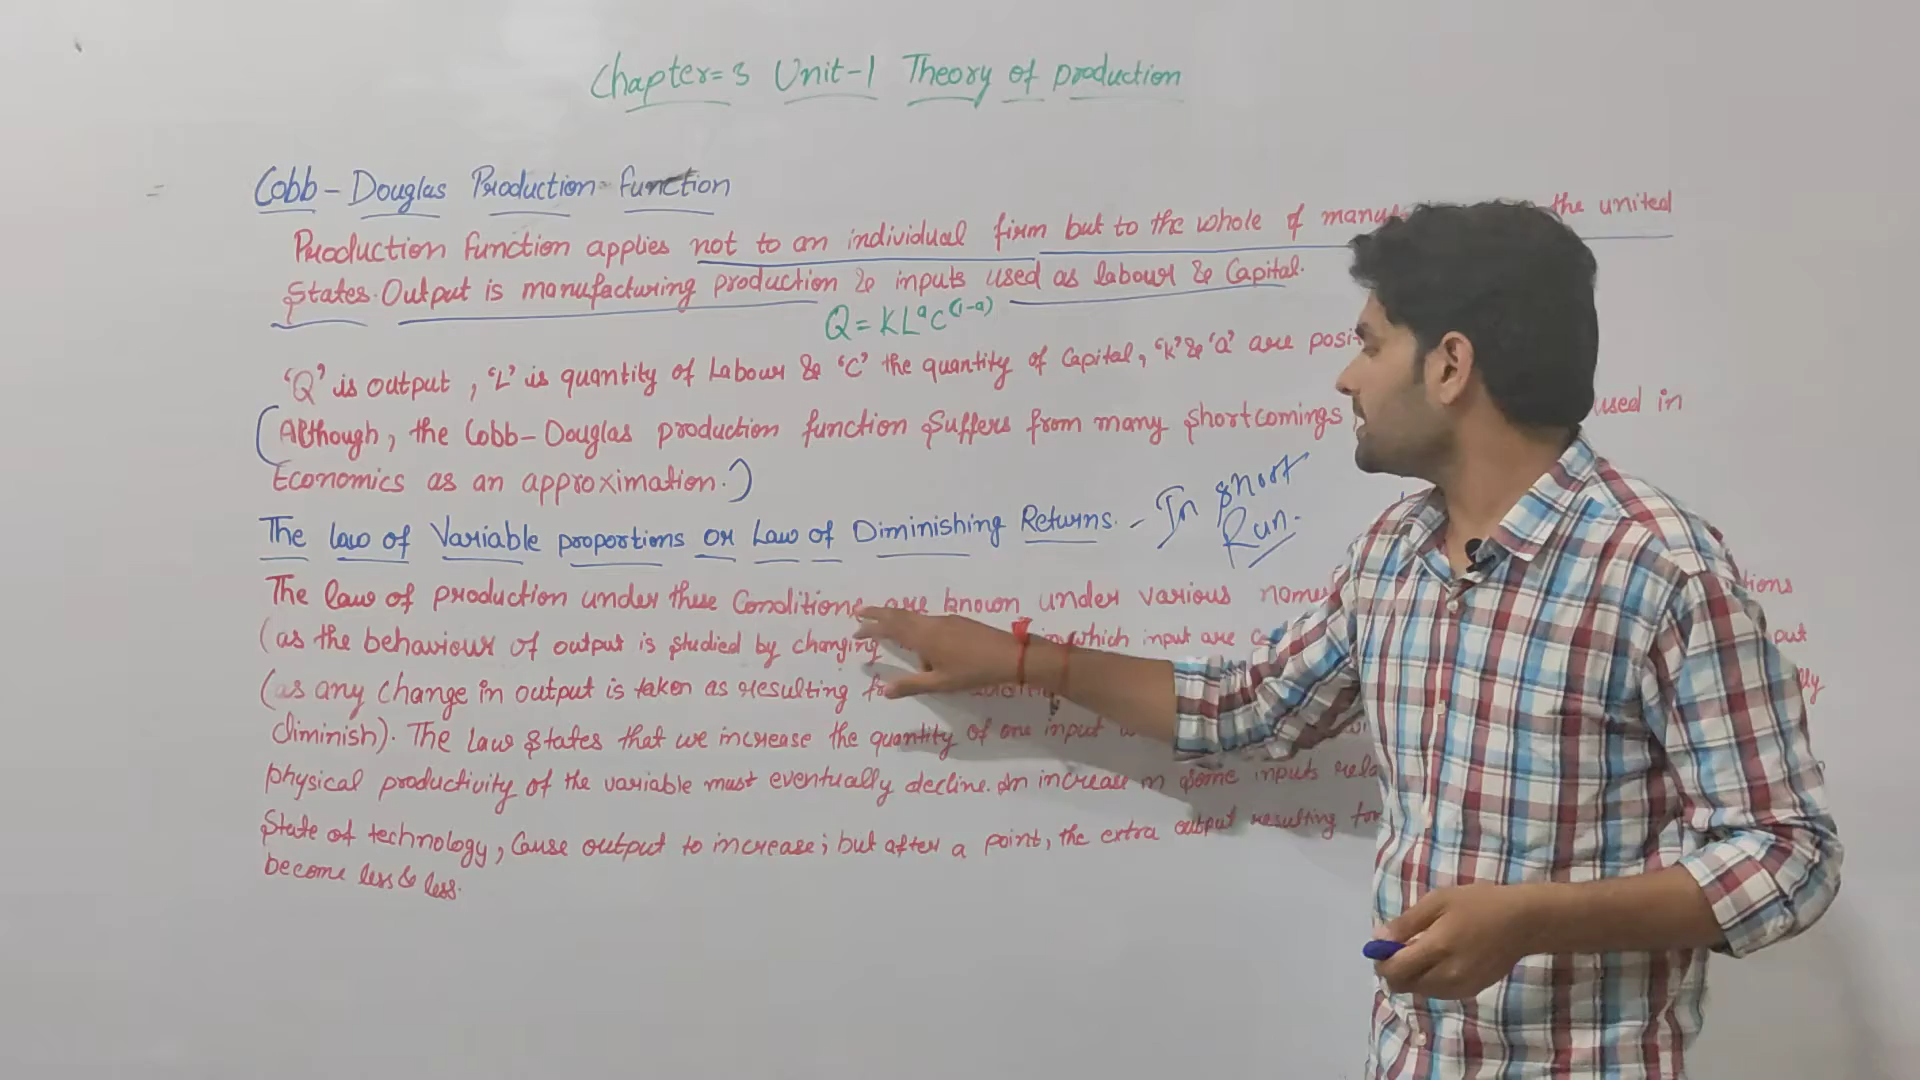 Chapter=3 Unit-1 Theory of production
Cobb-Douglas Production function
Production function applies not to an individual firm but to the whole of the united
States. Output is manufacturing production & inputs used as labour & Capital.
Q = KLᵃC⁽¹⁻ᵃ⁾
'Q' is output, 'L' is quantity of Labour & 'C' the quantity of Capital, 'K' & 'a' are
(Although, the Cobb-Douglas production function Suffers from many Shortcomings used in
Economics as an approximation.)
The law of Variable proportions or Law of Diminishing Returns. - In short
Run.
The law of production under these Conditions are known under various
(as the behaviour of output is studied by changing in which input are
(as any change in output is taken as resulting
diminish). The law states that we increase the quantity of one input
physical productivity of the variable must eventually decline. An increase in some inputs
State of technology, Cause output to increase; but after a point, the extra output resulting
become less & less.